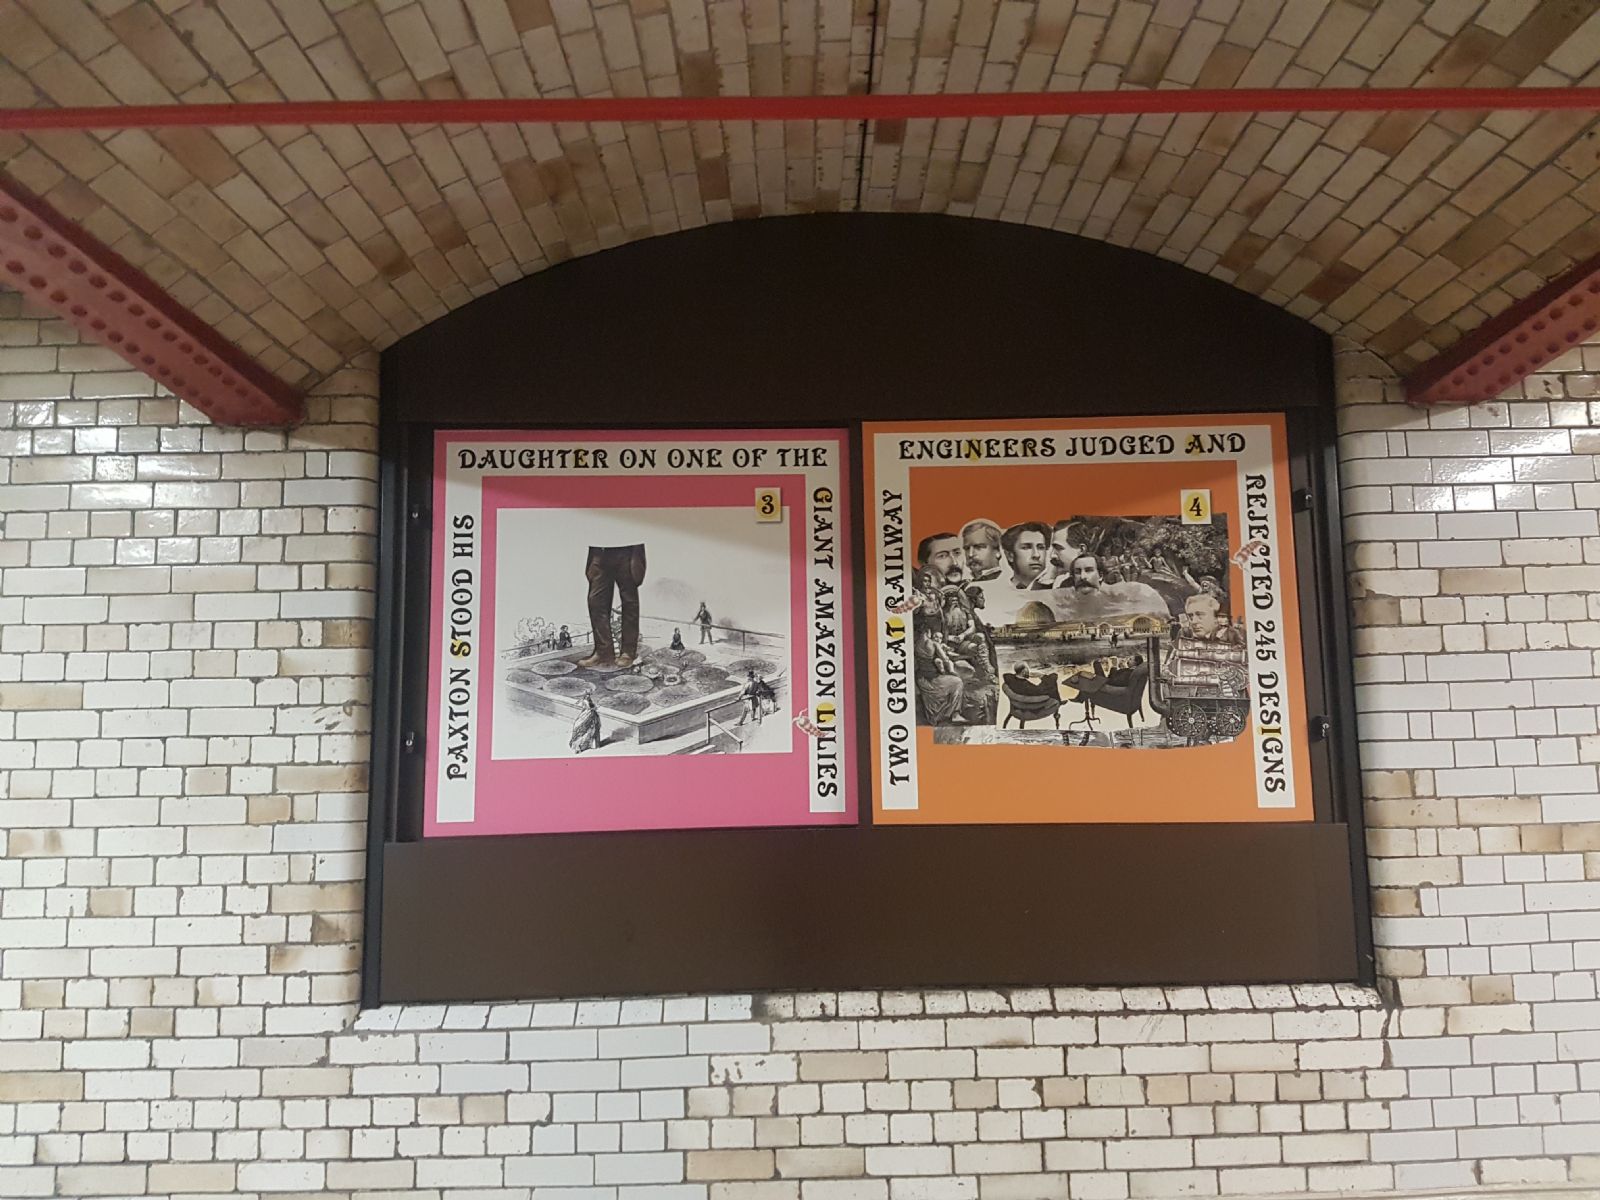 PAXTON STOOD HIS
DAUGHTER ON ONE OF THE
GIANT AMAZON LILIES
3
TWO GREAT RAILWAY
ENGINEERS JUDGED AND
REJECTED 245 DESIGNS
4